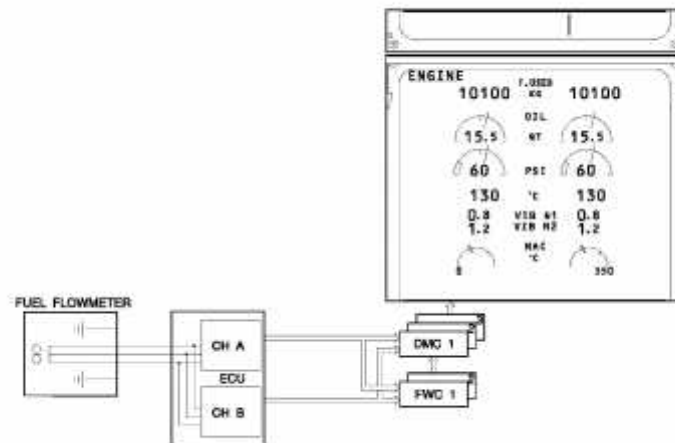 ENGINE
F.USED
10100 KG 10100
OIL
15.5 QT 15.5
60 PSI 60
130 °C 130
0.8 VIB N1 0.8
1.2 VIB N2 1.2
NAC
°C
0 350
FUEL FLOWMETER
CH A
ECU
CH B
DMC 1
FWC 1